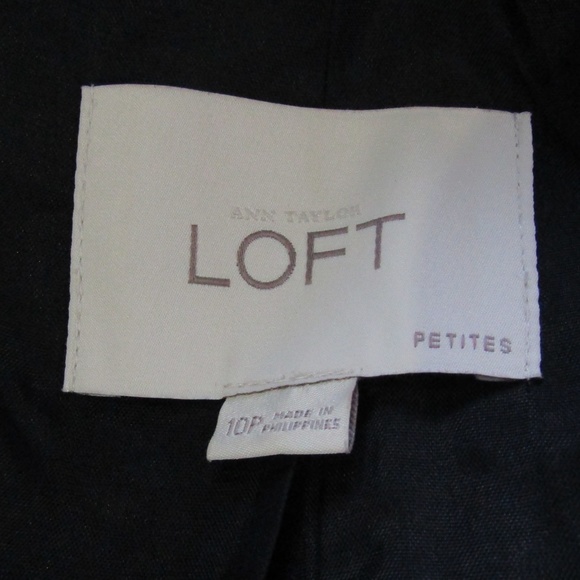 ANN TAYLOR
LOFT
PETITES
10P MADE IN
PHILIPPINES